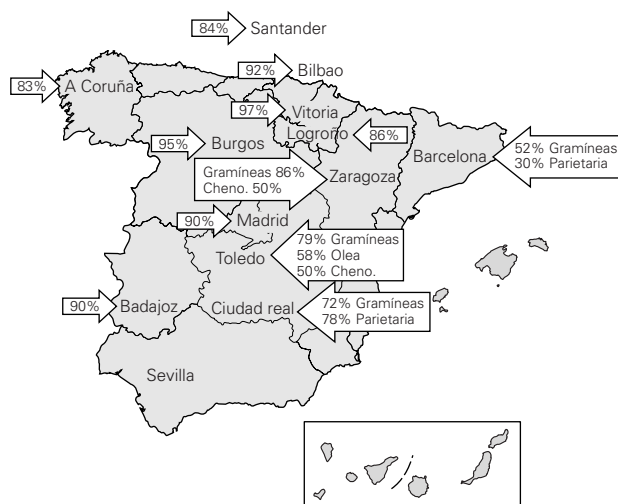 84% Santander
92% Bilbao
83% A Coruña
97% Vitoria
Logroño 86%
95% Burgos
Barcelona
52% Gramíneas
30% Parietaria
Gramíneas 86%
Cheno. 50%
Zaragoza
90% Madrid
Toledo
79% Gramíneas
58% Olea
50% Cheno.
90% Badajoz
Ciudad real
72% Gramíneas
78% Parietaria
Sevilla